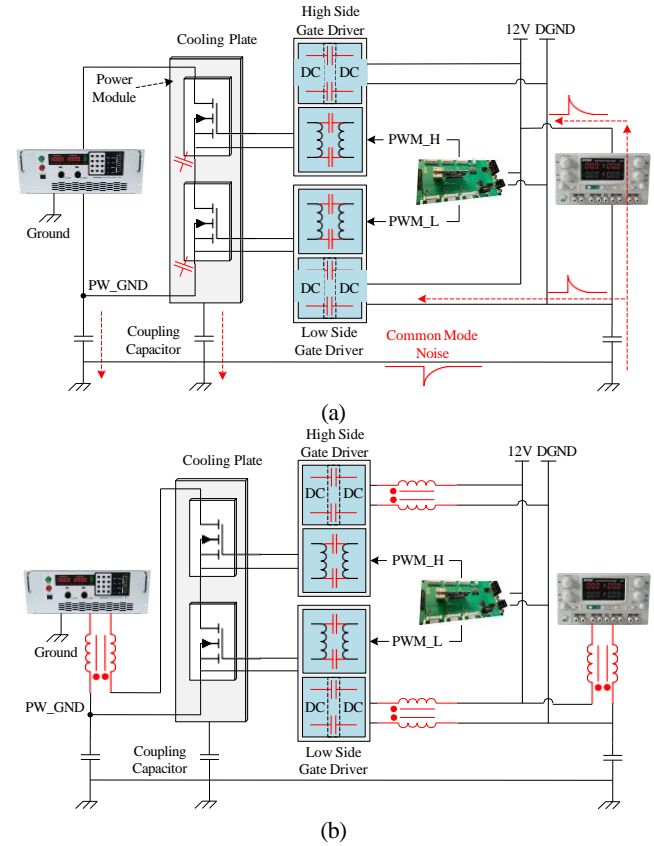 High Side
Gate Driver
12V DGND
Cooling Plate
Power
Module
DC
DC
PWM_H
PWM_L
Ground
PW_GND
DC
DC
Coupling
Capacitor
Low Side
Gate Driver
Common Mode
Noise
(a)
High Side
Gate Driver
12V DGND
Cooling Plate
DC
DC
PWM_H
PWM_L
Ground
PW_GND
DC
DC
Coupling
Capacitor
Low Side
Gate Driver
(b)